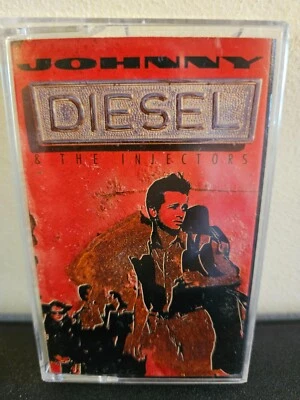 JOHNNY
DIESEL
& THE INJECTORS